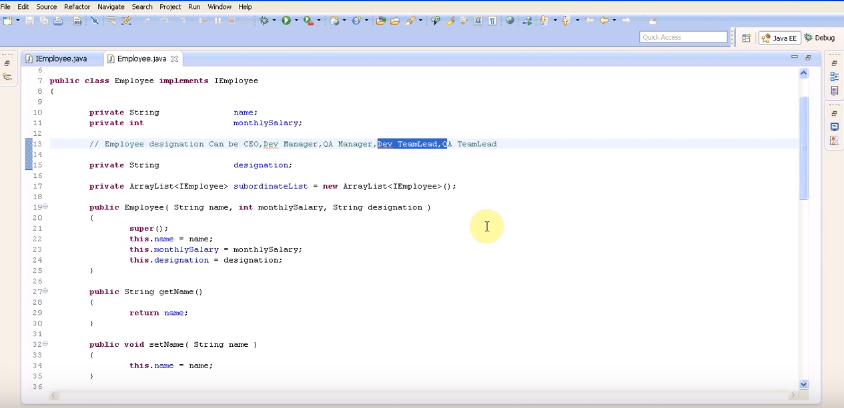 File Edit Source Refactor Navigate Search Project Run Window Help
Quick Access
Java EE Debug
IEmployee.java Employee.java
6
7 public class Employee implements IEmployee
8 {
9
10 private String name;
11 private int monthlySalary;
12
13 // Employee designation Can be CEO,Dev Manager,QA Manager,Dev TeamLead,QA TeamLead
14
15 private String designation;
16
17 private ArrayList<IEmployee> subordinateList = new ArrayList<IEmployee>();
18
19 public Employee( String name, int monthlySalary, String designation )
20 {
21 super();
22 this.name = name;
23 this.monthlySalary = monthlySalary;
24 this.designation = designation;
25 }
26
27 public String getName()
28 {
29 return name;
30 }
31
32 public void setName( String name )
33 {
34 this.name = name;
35 }
36